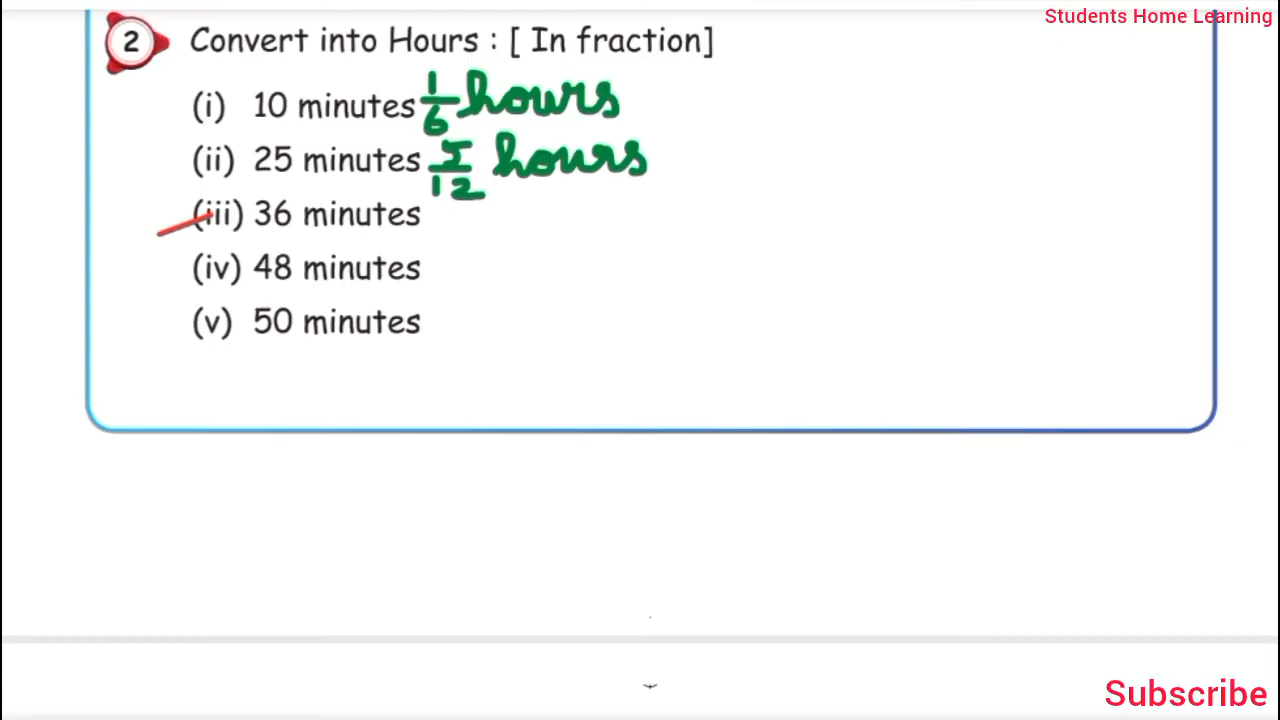 Students Home Learning
2 Convert into Hours : [ In fraction]
(i) 10 minutes 1/6 hours
(ii) 25 minutes 5/12 hours
(iii) 36 minutes
(iv) 48 minutes
(v) 50 minutes
Subscribe